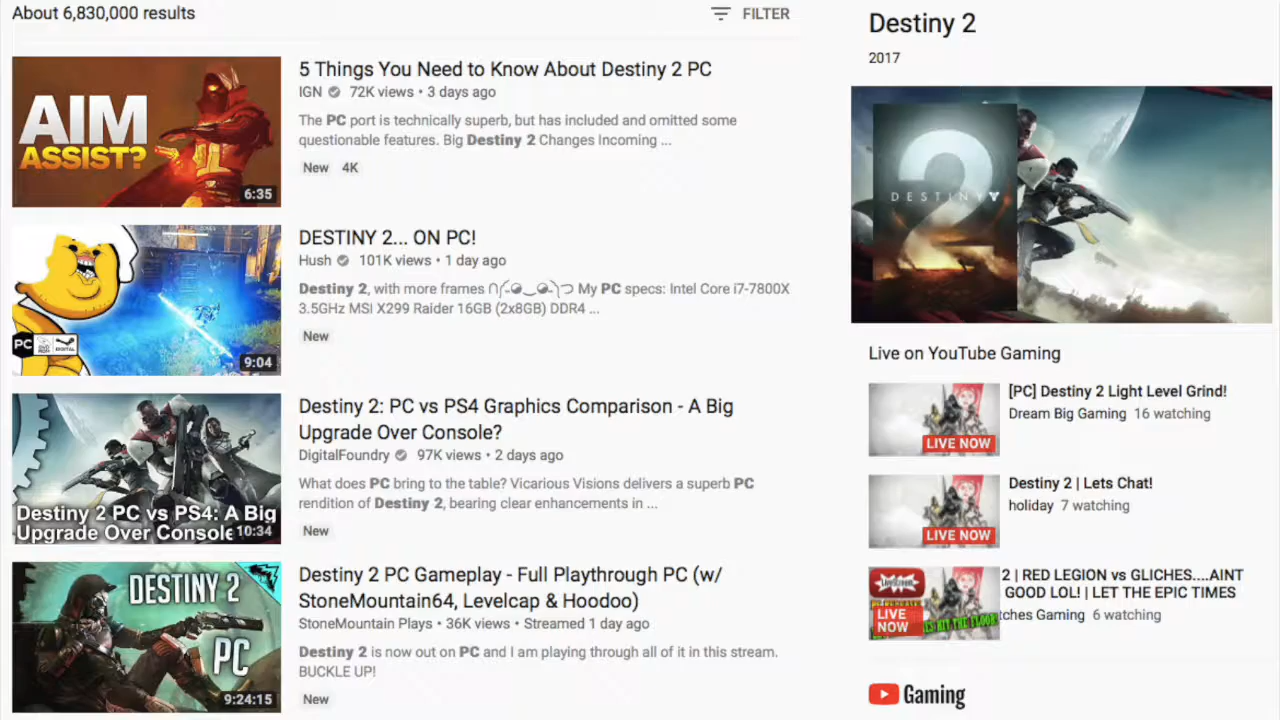 About 6,830,000 results
FILTER
AIM
ASSIST?
6:35
5 Things You Need to Know About Destiny 2 PC
IGN 72K views • 3 days ago
The PC port is technically superb, but has included and omitted some
questionable features. Big Destiny 2 Changes Incoming ...
New 4K
PC
DIGITAL
9:04
DESTINY 2... ON PC!
Hush 101K views • 1 day ago
Destiny 2, with more frames My PC specs: Intel Core i7-7800X
3.5GHz MSI X299 Raider 16GB (2x8GB) DDR4 ...
New
Destiny 2 PC vs PS4: A Big
Upgrade Over Console
10:34
Destiny 2: PC vs PS4 Graphics Comparison - A Big
Upgrade Over Console?
DigitalFoundry 97K views • 2 days ago
What does PC bring to the table? Vicarious Visions delivers a superb PC
rendition of Destiny 2, bearing clear enhancements in ...
New
DESTINY 2
PC
9:24:15
Destiny 2 PC Gameplay - Full Playthrough PC (w/
StoneMountain64, Levelcap & Hoodoo)
StoneMountain Plays • 36K views • Streamed 1 day ago
Destiny 2 is now out on PC and I am playing through all of it in this stream.
BUCKLE UP!
New
Destiny 2
2017
2
DESTINY
Live on YouTube Gaming
LIVE NOW
[PC] Destiny 2 Light Level Grind!
Dream Big Gaming 16 watching
LIVE NOW
Destiny 2 | Lets Chat!
holiday 7 watching
LiveStream
LIVE
NOW
2 | RED LEGION vs GLICHES....AINT
GOOD LOL! | LET THE EPIC TIMES
tches Gaming 6 watching
Gaming